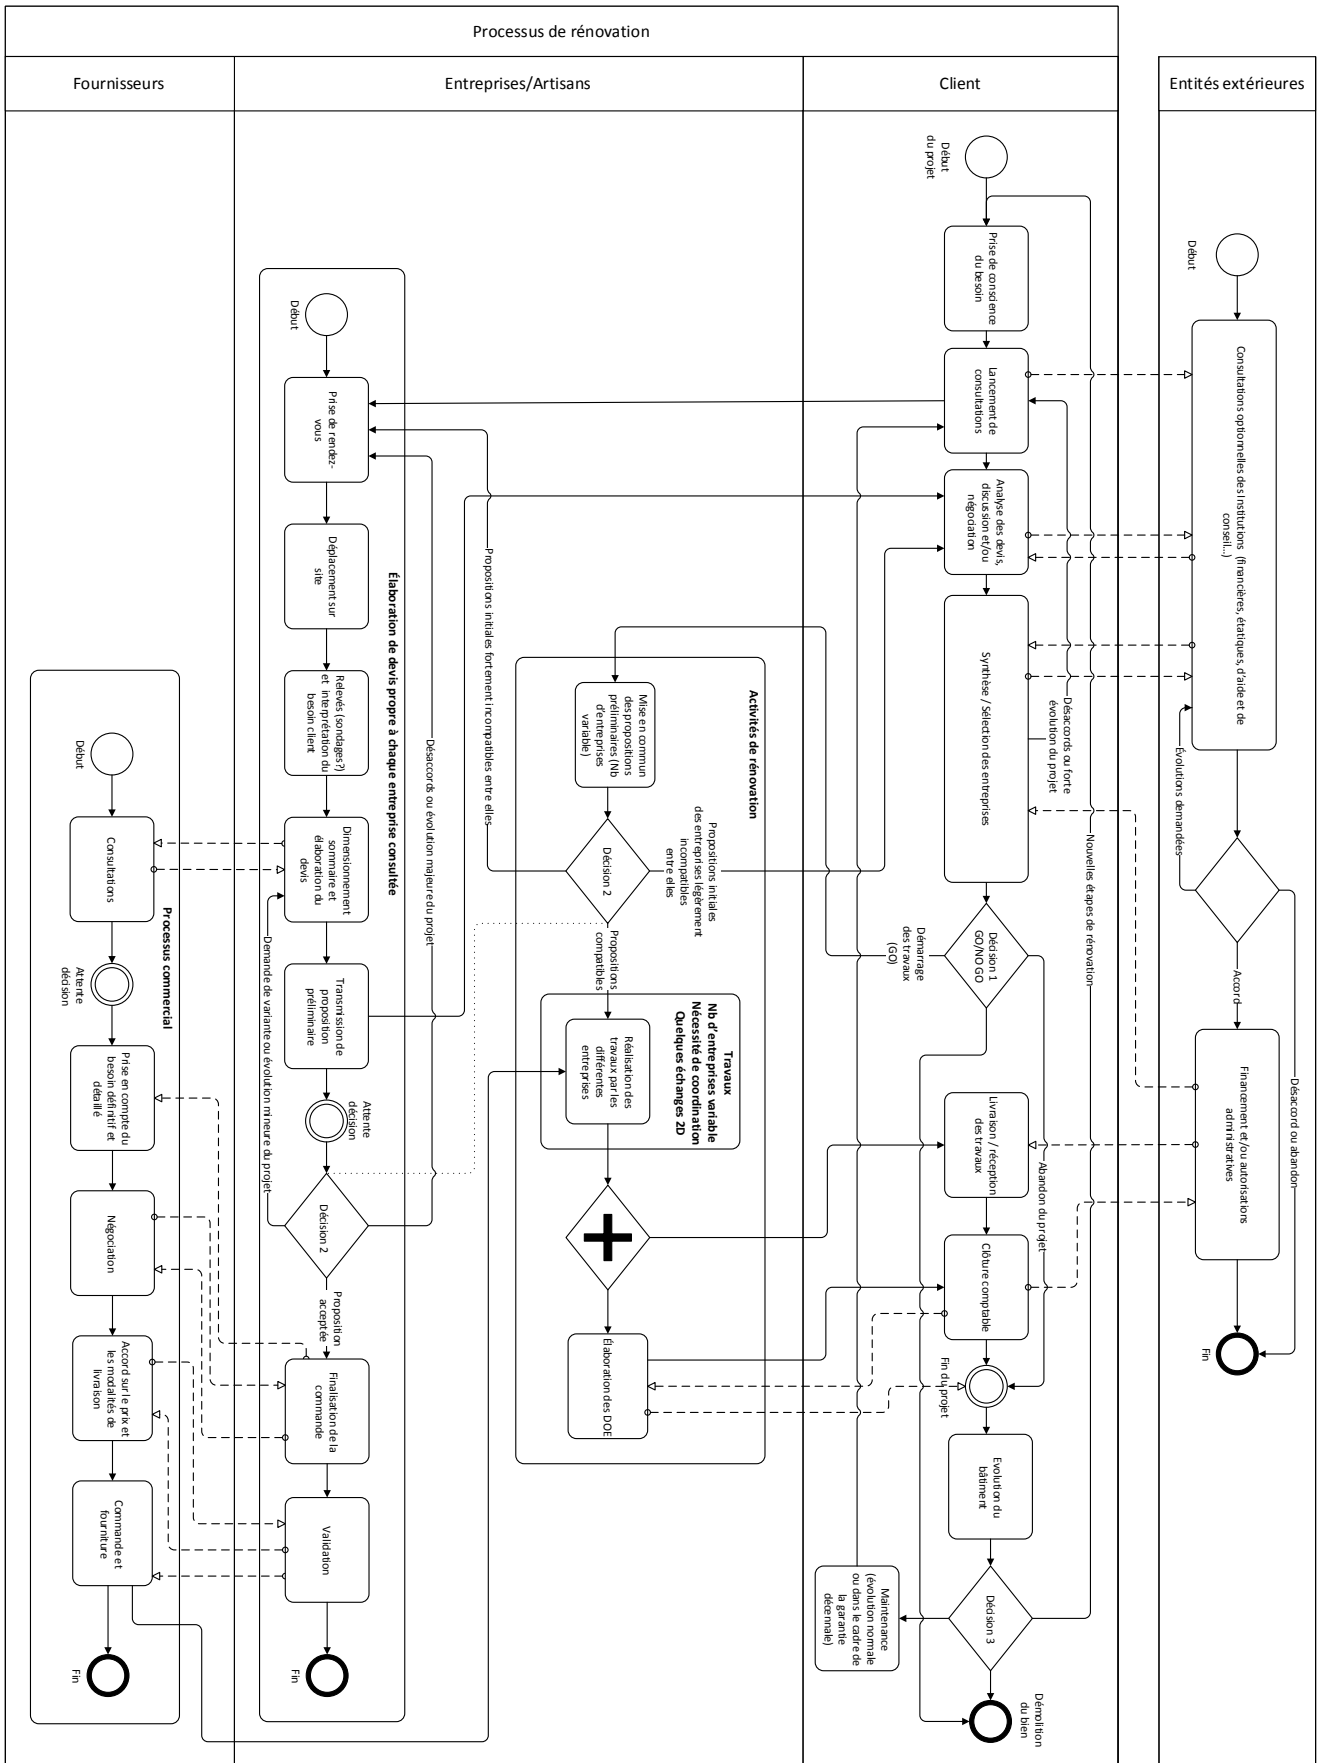 Processus de rénovation
Fournisseurs
Entreprises/Artisans
Client
Entités extérieures
Début
du projet
Prise de conscience
du besoin
Lancement de
consultations
Analyse des devis,
discussion et/ou
négociation
Synthèse / Sélection des entreprises
Décision 1
GO/NO GO
Démarrage
des travaux
(GO)
Abandon du projet
Livraison / réception
des travaux
Clôture comptable
Fin du projet
Evolution du
bâtiment
Décision 3
Maintenance
(évolution normale
ou dans le cadre de
la garantie
décennale)
Démolition
du bien
Désaccords ou forte
évolution du projet
Nouvelles étapes de rénovation
Début
Consultations optionnelles des Institutions (financières, étatiques, d'aide et de
conseil...)
Évolutions demandées
Accord
Désaccord ou abandon
Financement et/ou autorisations
administratives
Fin
Activités de rénovation
Mise en commun
des propositions
préliminaires (Nb
d'entreprises
variable)
Décision 2
Propositions initiales
des entreprises légèrement
incompatibles
entre elles
Propositions initiales fortement incompatibles entre elles
Propositions
compatibles
Travaux
Nb d'entreprises variable
Nécessité de coordination
Quelques échanges 2D
Réalisation des
travaux par les
différentes
entreprises
Élaboration des DOE
Élaboration de devis propre à chaque entreprise consultée
Début
Prise de rendez-
vous
Déplacement sur
site
Relevés (sondages?)
et interprétation du
besoin client
Dimensionnement
sommaire et
élaboration du
devis
Transmission de
proposition
préliminaire
Attente
décision
Décision 2
Désaccords ou évolution majeure du projet
Demande de variante ou évolution mineure du projet
Proposition
acceptée
Finalisation de la
commande
Validation
Fin
Processus commercial
Début
Consultations
Attente
décision
Prise en compte du
besoin définitif et
détaillé
Négociation
Accord sur le prix et
les modalités de
livraison
Commande et
fourniture
Fin